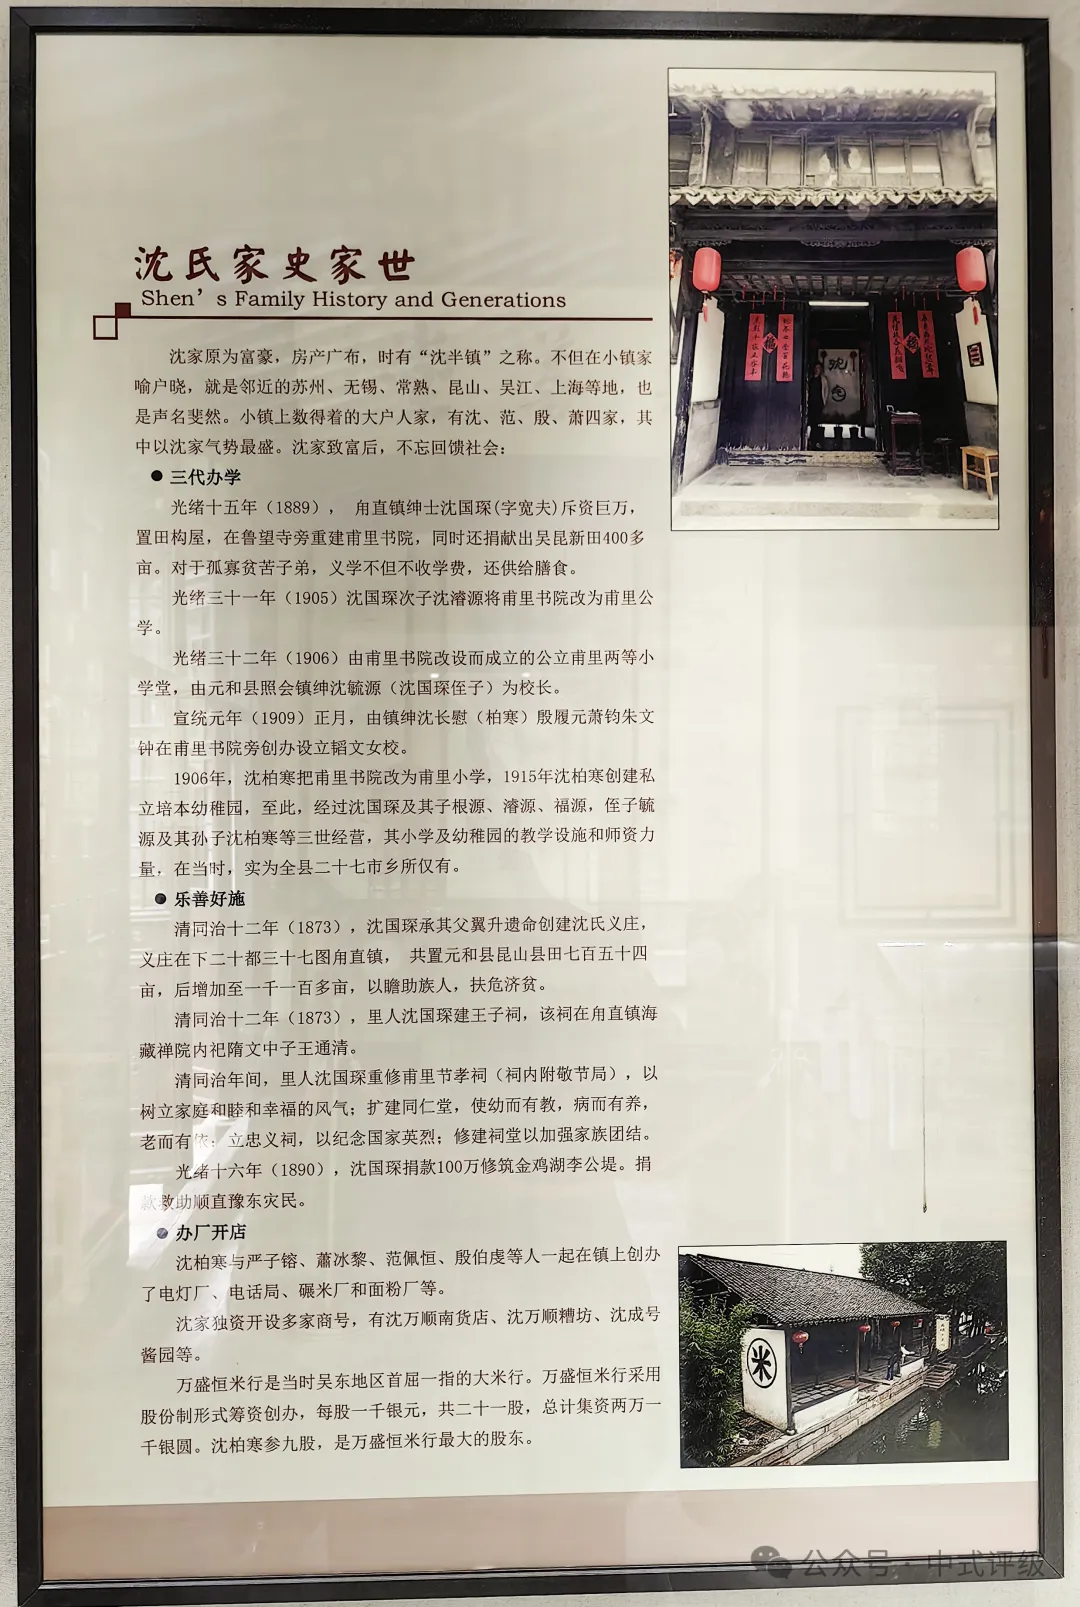 沈氏家史家世
Shen's Family History and Generations
沈家原为富豪，房产广布，时有“沈半镇”之称。不但在小镇家
喻户晓，就是邻近的苏州、无锡、常熟、昆山、吴江、上海等地，也
是声名斐然。小镇上数得着的大户人家，有沈、范、殷、萧四家，其
中以沈家气势最盛。沈家致富后，不忘回馈社会：
● 三代办学
光绪十五年（1889）， 甪直镇绅士沈国琛(字宽夫)斥资巨万，
置田构屋，在鲁望寺旁重建甫里书院，同时还捐献出吴昆新田400多
亩。对于孤寡贫苦子弟，义学不但不收学费，还供给膳食。
光绪三十一年（1905）沈国琛次子沈濬源将甫里书院改为甫里公
学。
光绪三十二年（1906）由甫里书院改设而成立的公立甫里两等小
学堂，由元和县照会镇绅沈毓源（沈国琛侄子）为校长。
宣统元年（1909）正月，由镇绅沈长慰（柏寒）殷履元萧钧朱文
钟在甫里书院旁创办设立韬文女校。
1906年，沈柏寒把甫里书院改为甫里小学，1915年沈柏寒创建私
立培本幼稚园，至此，经过沈国琛及其子根源、濬源、福源，侄子毓
源及其孙子沈柏寒等三世经营，其小学及幼稚园的教学设施和师资力
量，在当时，实为全县二十七市乡所仅有。
● 乐善好施
清同治十二年（1873），沈国琛承其父翼升遗命创建沈氏义庄，
义庄在下二十都三十七图甪直镇， 共置元和县昆山县田七百五十四
亩，后增加至一千一百多亩，以瞻助族人，扶危济贫。
清同治十二年（1873），里人沈国琛建王子祠，该祠在甪直镇海
藏禅院内祀隋文中子王通清。
清同治年间，里人沈国琛重修甫里节孝祠（祠内附敬节局），以
树立家庭和睦和幸福的风气；扩建同仁堂，使幼而有教，病而有养，
老而有依；立忠义祠，以纪念国家英烈；修建祠堂以加强家族团结。
光绪十六年（1890），沈国琛捐款100万修筑金鸡湖李公堤。捐
款救助顺直豫东灾民。
● 办厂开店
沈柏寒与严子镕、蕭冰黎、范佩恒、殷伯虔等人一起在镇上创办
了电灯厂、电话局、碾米厂和面粉厂等。
沈家独资开设多家商号，有沈万顺南货店、沈万顺糟坊、沈成号
酱园等。
万盛恒米行是当时吴东地区首屈一指的大米行。万盛恒米行采用
股份制形式筹资创办，每股一千银元，共二十一股，总计集资两万一
千银圆。沈柏寒参九股，是万盛恒米行最大的股东。
米
公众号·中式评级